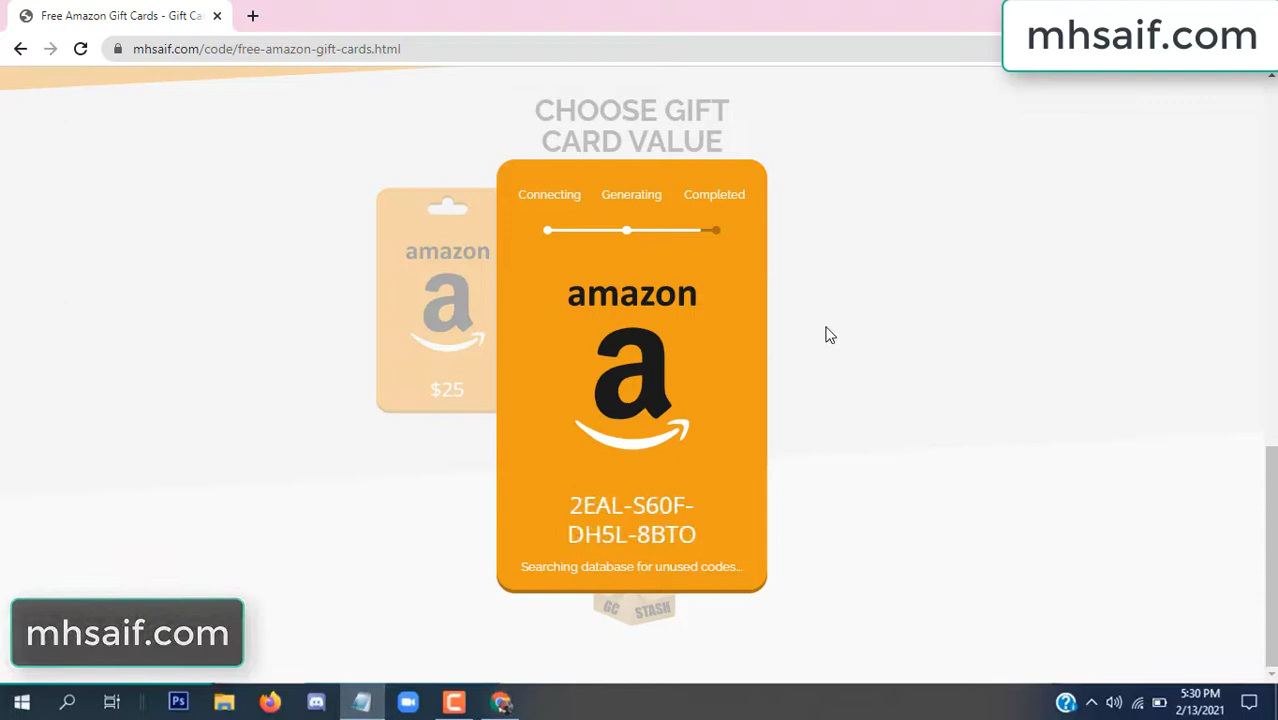 Free Amazon Gift Cards - Gift Ca
mhsaif.com/code/free-amazon-gift-cards.html
mhsaif.com
CHOOSE GIFT
CARD VALUE
Connecting Generating Completed
amazon
a
$25
amazon
a
2EAL-S60F-
DH5L-8BTO
Searching database for unused codes...
GC STASH
mhsaif.com
Ps
5:30 PM
2/13/2021